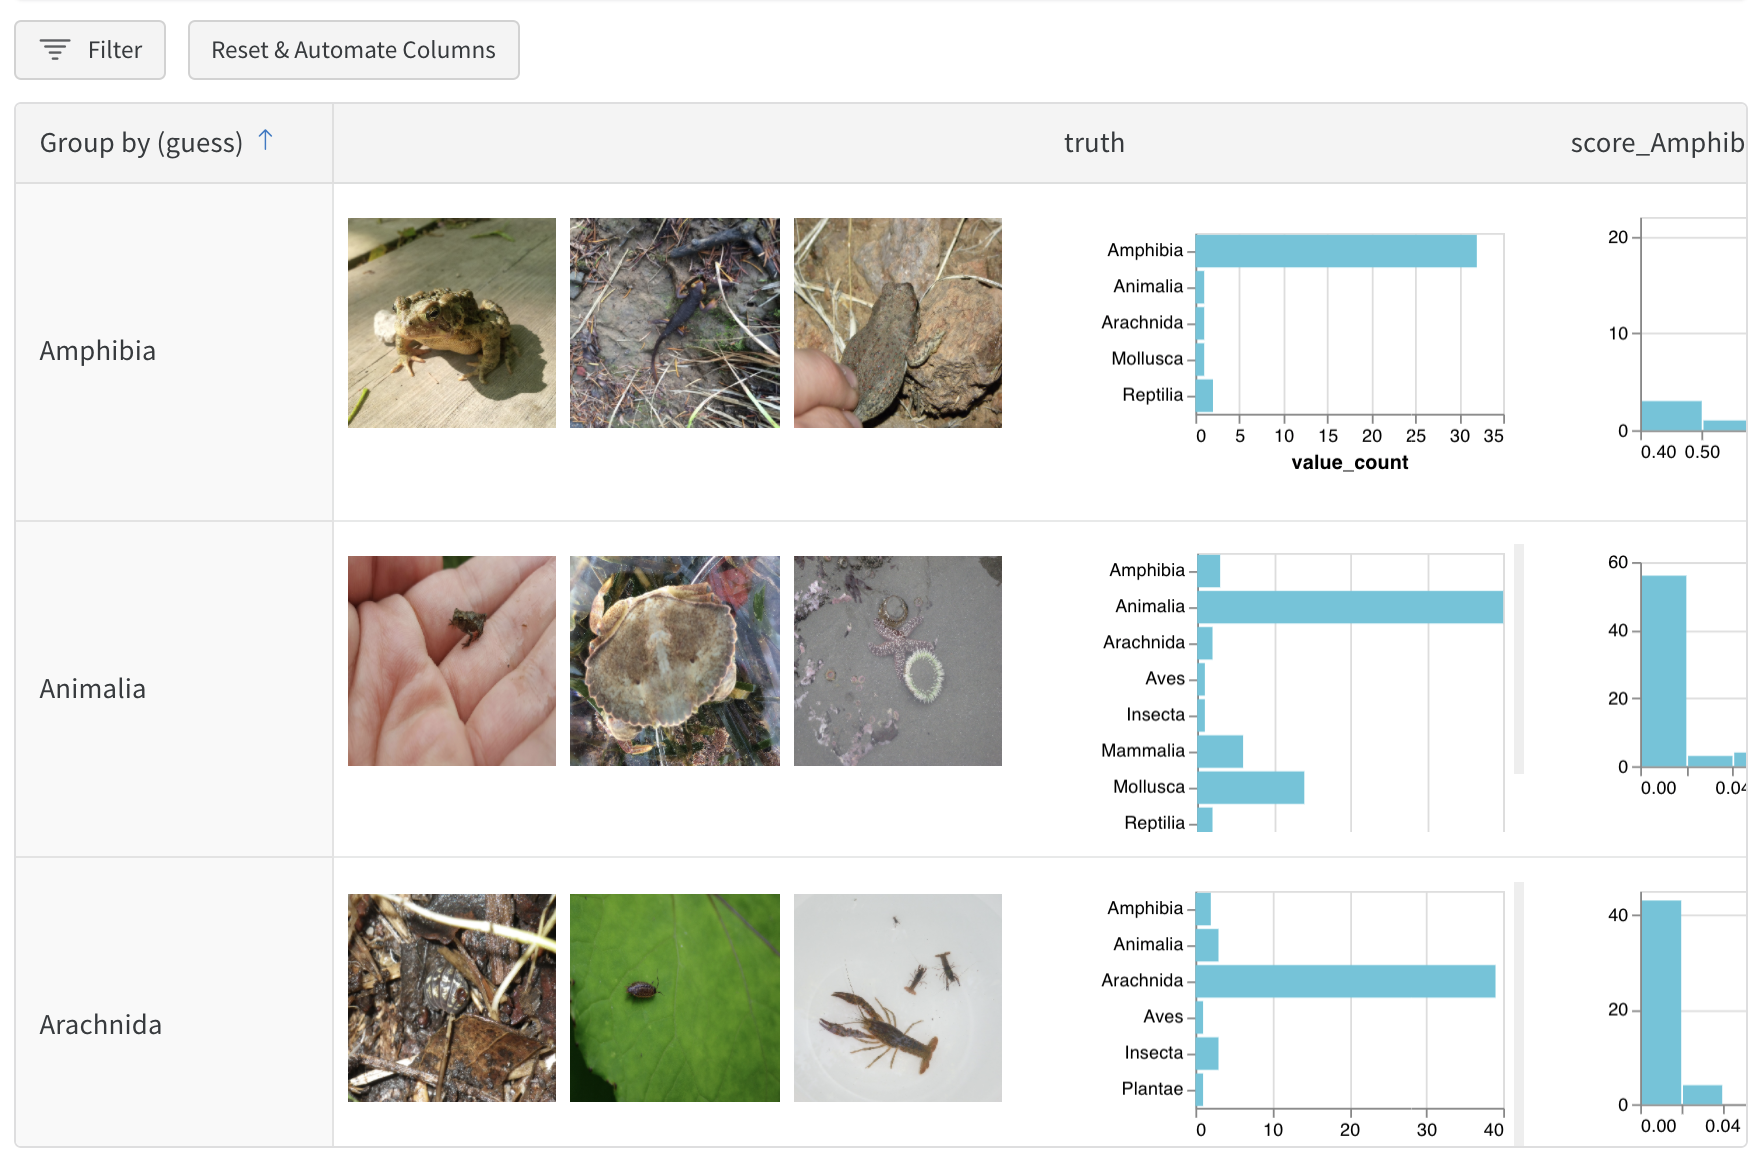 Filter
Reset & Automate Columns
Group by (guess) ↑
truth
score_Amphib
Amphibia
Amphibia
Animalia
Arachnida
Mollusca
Reptilia
0 5 10 15 20 25 30 35
value_count
20
10
0
0.40 0.50
Animalia
Amphibia
Animalia
Arachnida
Aves
Insecta
Mammalia
Mollusca
Reptilia
60
40
20
0
0.00 0.04
Arachnida
Amphibia
Animalia
Arachnida
Aves
Insecta
Plantae
0 10 20 30 40
40
20
0
0.00 0.04